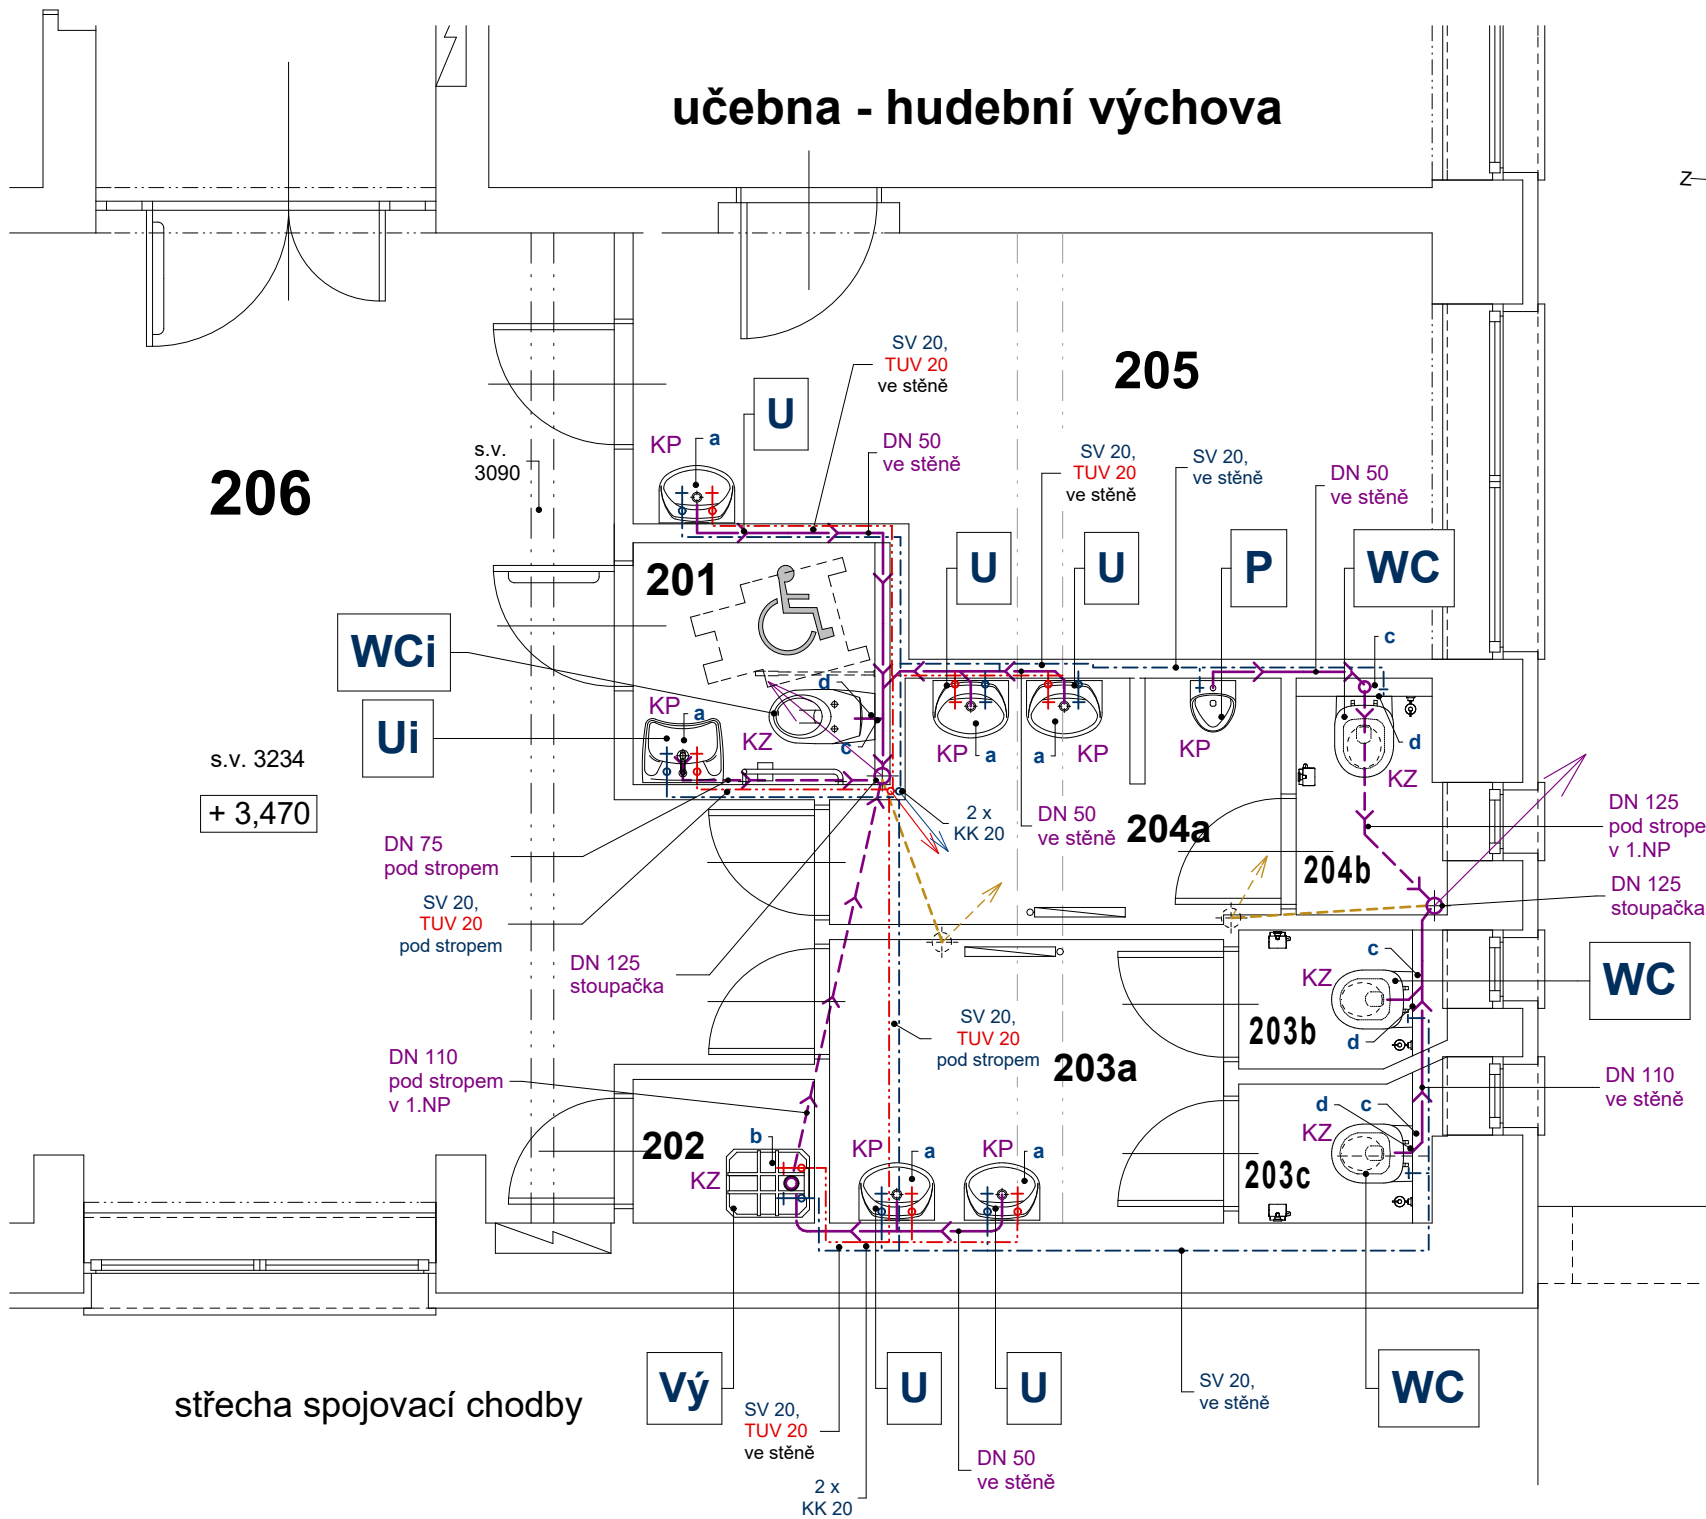 učebna - hudební výchova
Z
SV 20,
TUV 20
ve stěně
205
U
KP
a
DN 50
ve stěně
s.v.
3090
SV 20,
TUV 20
ve stěně
SV 20,
ve stěně
DN 50
ve stěně
206
201
U
U
P
WC
c
WCi
d
KP
a
Ui
KZ
c
KP
a
a
KP
KP
d
KZ
s.v. 3234
+ 3,470
2 x
KK 20
DN 50
ve stěně
204a
204b
DN 125
pod strope
v 1.NP
DN 75
pod stropem
SV 20,
TUV 20
pod stropem
DN 125
stoupačka
DN 125
stoupačka
c
KZ
WC
203b
d
SV 20,
TUV 20
pod stropem
203a
DN 110
pod stropem
v 1.NP
DN 110
ve stěně
d
c
KZ
202
b
KZ
KP
a
KP
a
203c
Vý
U
U
SV 20,
ve stěně
WC
střecha spojovací chodby
SV 20,
TUV 20
ve stěně
DN 50
ve stěně
2 x
KK 20